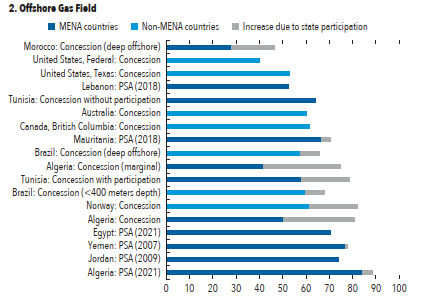 2. Offshore Gas Field
MENA countries Non-MENA countries Increase due to state participation
Morocco: Concession (deep offshore)
United States, Federal: Concession
United States, Texas: Concession
Lebanon: PSA (2018)
Tunisia: Concession without participation
Australia: Concession
Canada, British Columbia: Concession
Mauritania: PSA (2018)
Brazil: Concession (deep offshore)
Algeria: Concession (marginal)
Tunisia: Concession with participation
Brazil: Concession (<400 meters depth)
Norway: Concession
Algeria: Concession
Egypt: PSA (2021)
Yemen: PSA (2007)
Jordan: PSA (2009)
Algeria: PSA (2021)
0 10 20 30 40 50 60 70 80 90 100